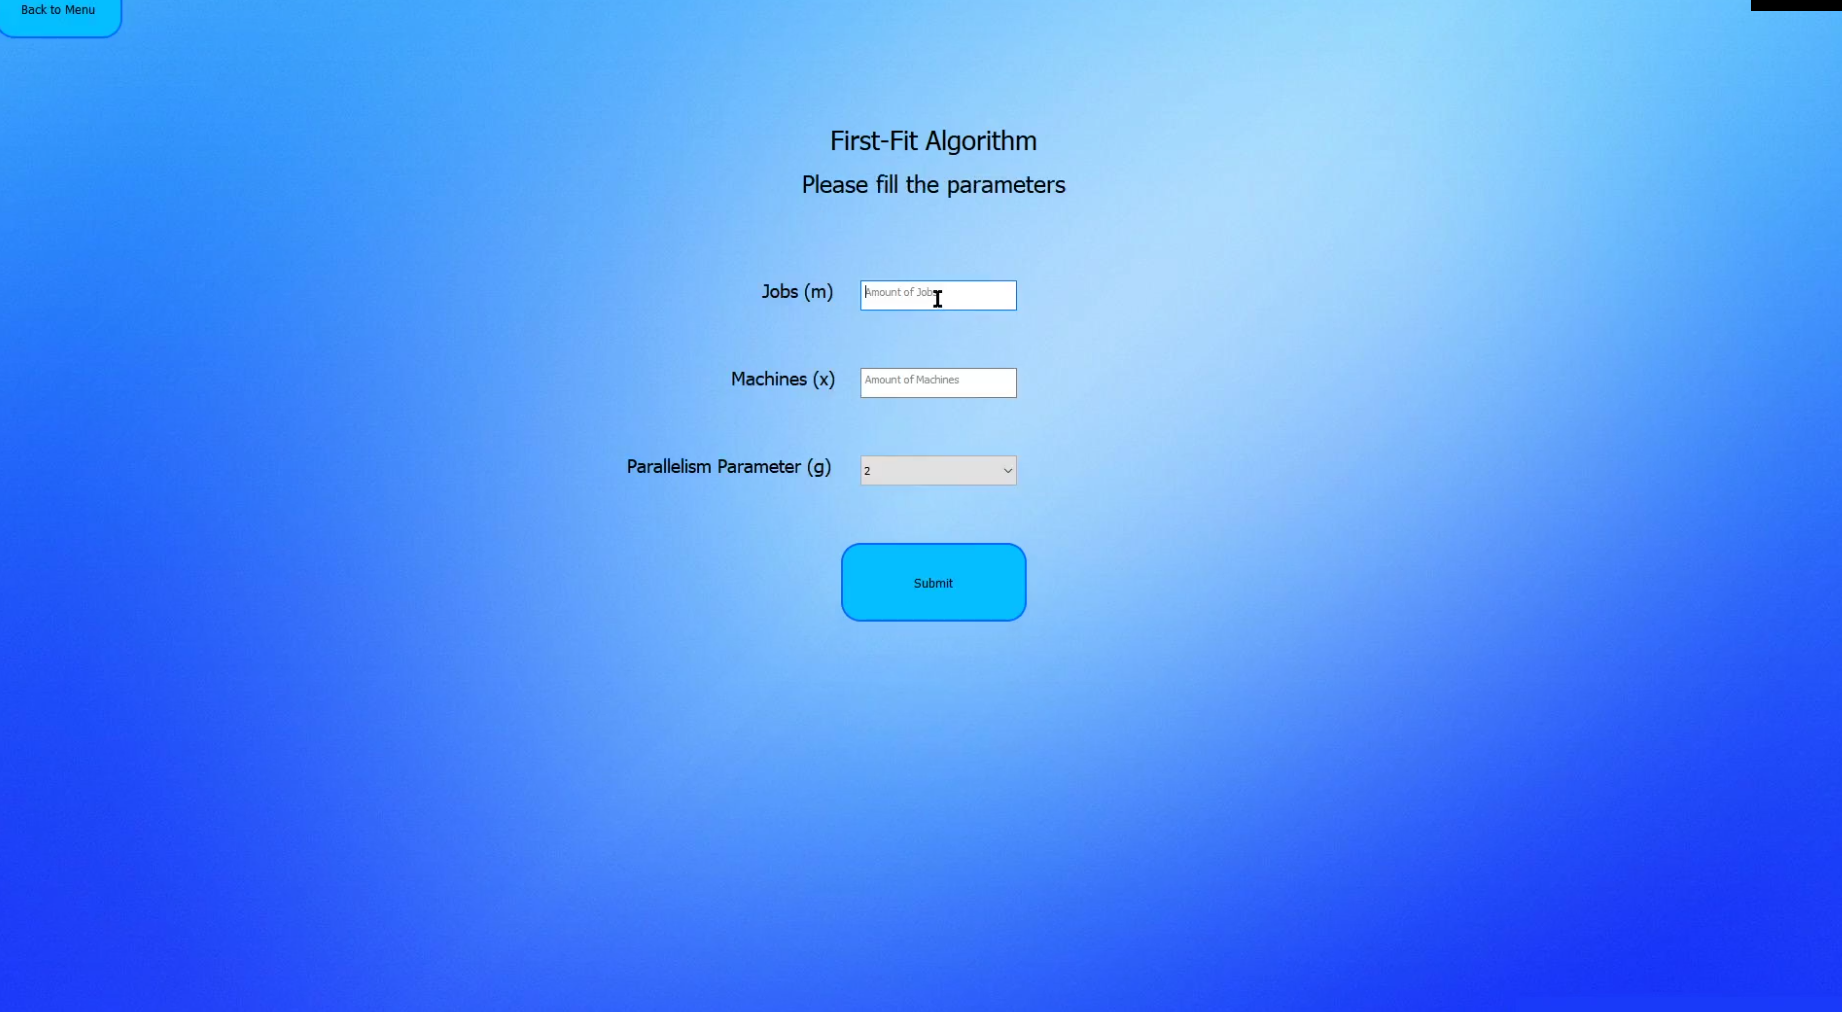 Back to Menu
First-Fit Algorithm
Please fill the parameters
Jobs (m)
Amount of Jobs
Machines (x)
Amount of Machines
Parallelism Parameter (g)
2
Submit